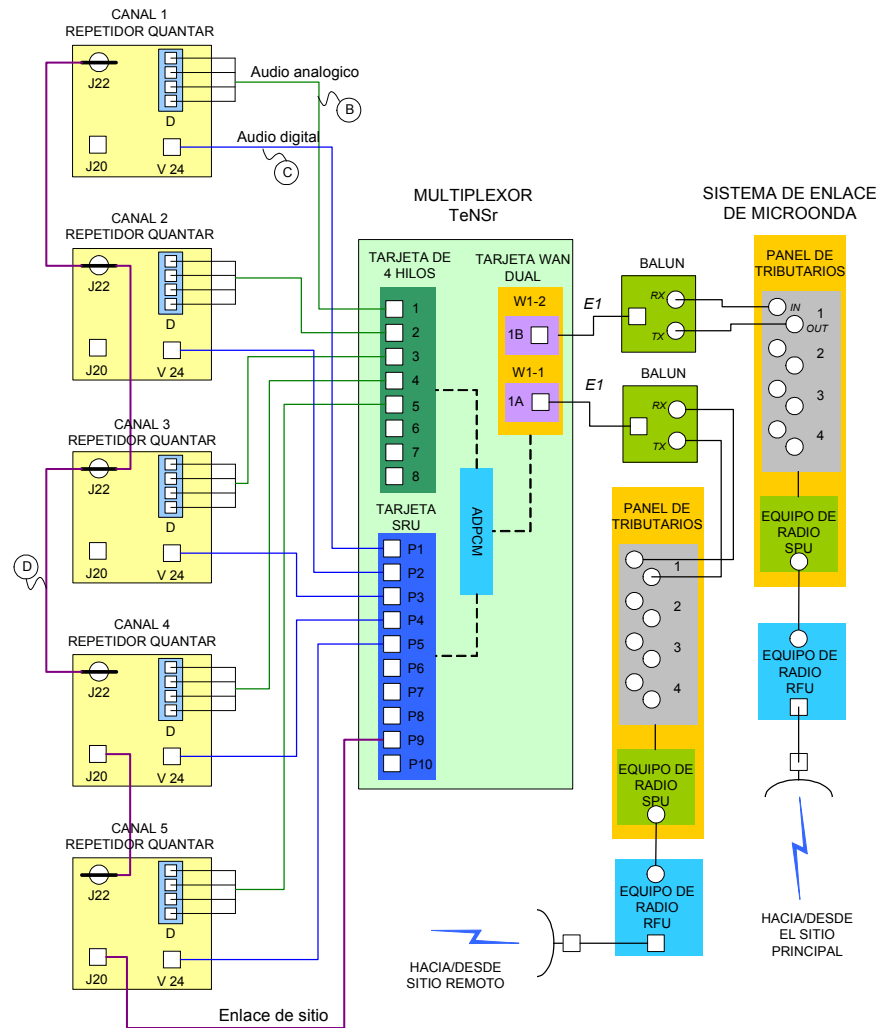 CANAL 1
REPETIDOR QUANTAR
J22
D
J20
V 24
Audio analogico
B
Audio digital
C
CANAL 2
REPETIDOR QUANTAR
J22
D
J20
V 24
CANAL 3
REPETIDOR QUANTAR
J22
D
J20
V 24
D
CANAL 4
REPETIDOR QUANTAR
J22
D
J20
V 24
CANAL 5
REPETIDOR QUANTAR
J22
D
J20
V 24
Enlace de sitio
MULTIPLEXOR
TeNSr
TARJETA DE
4 HILOS
1
2
3
4
5
6
7
8
TARJETA
SRU
P1
P2
P3
P4
P5
P6
P7
P8
P9
P10
ADPCM
TARJETA WAN
DUAL
W1-2
1B
W1-1
1A
E1
E1
BALUN
RX
TX
BALUN
RX
TX
SISTEMA DE ENLACE
DE MICROONDA
PANEL DE
TRIBUTARIOS
IN
1
OUT
2
3
4
EQUIPO DE
RADIO
SPU
EQUIPO DE
RADIO
RFU
HACIA/DESDE
EL SITIO
PRINCIPAL
PANEL DE
TRIBUTARIOS
1
2
3
4
EQUIPO DE
RADIO
SPU
EQUIPO DE
RADIO
RFU
HACIA/DESDE
SITIO REMOTO